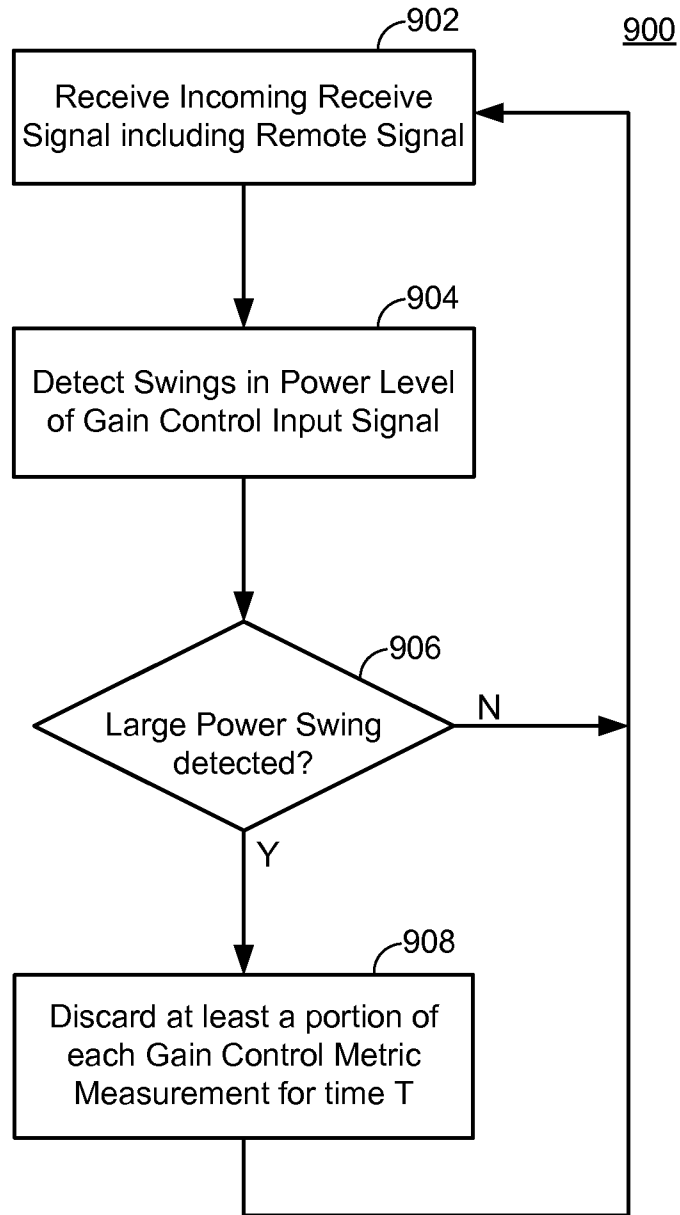 902
900
Receive Incoming Receive
Signal including Remote Signal
904
Detect Swings in Power Level
of Gain Control Input Signal
906
Large Power Swing
detected?
N
Y
908
Discard at least a portion of
each Gain Control Metric
Measurement for time T